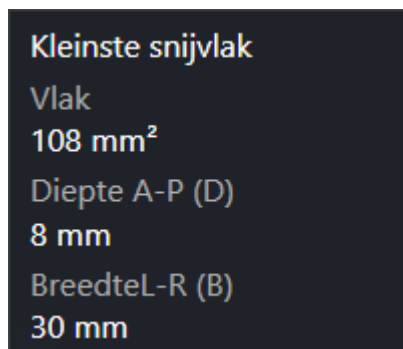 Kleinste snijvlak
Vlak
108 mm²
Diepte A-P (D)
8 mm
BreedteL-R (B)
30 mm